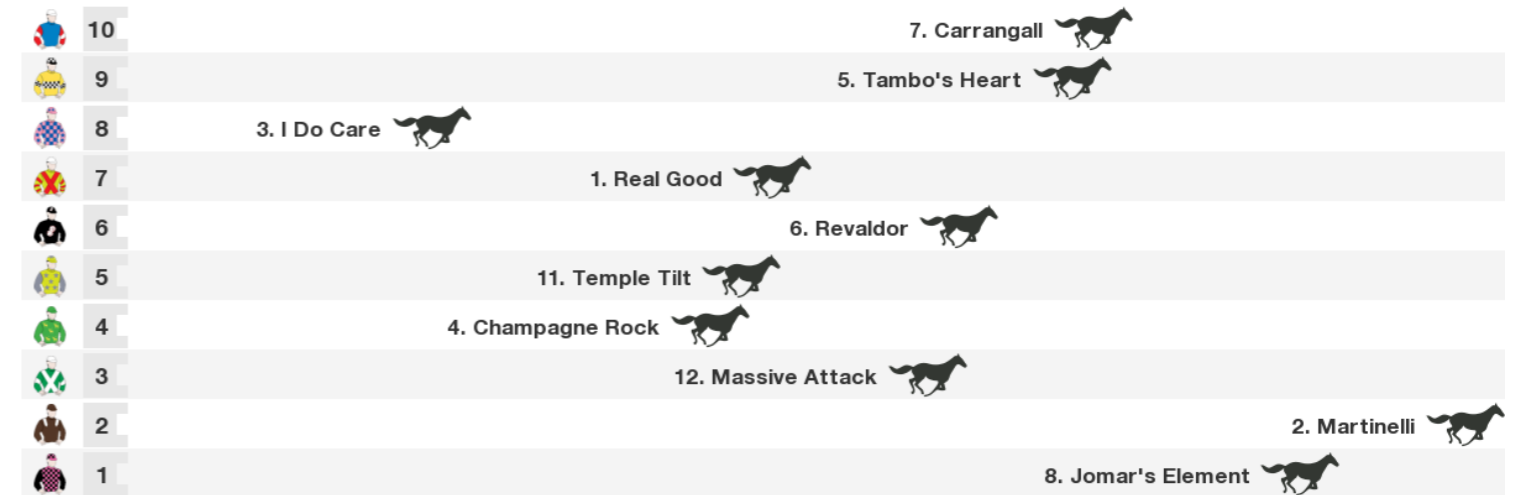 10 7. Carrangall
9 5. Tambo's Heart
8 3. I Do Care
7 1. Real Good
6 6. Revaldor
5 11. Temple Tilt
4 4. Champagne Rock
3 12. Massive Attack
2 2. Martinelli
1 8. Jomar's Element